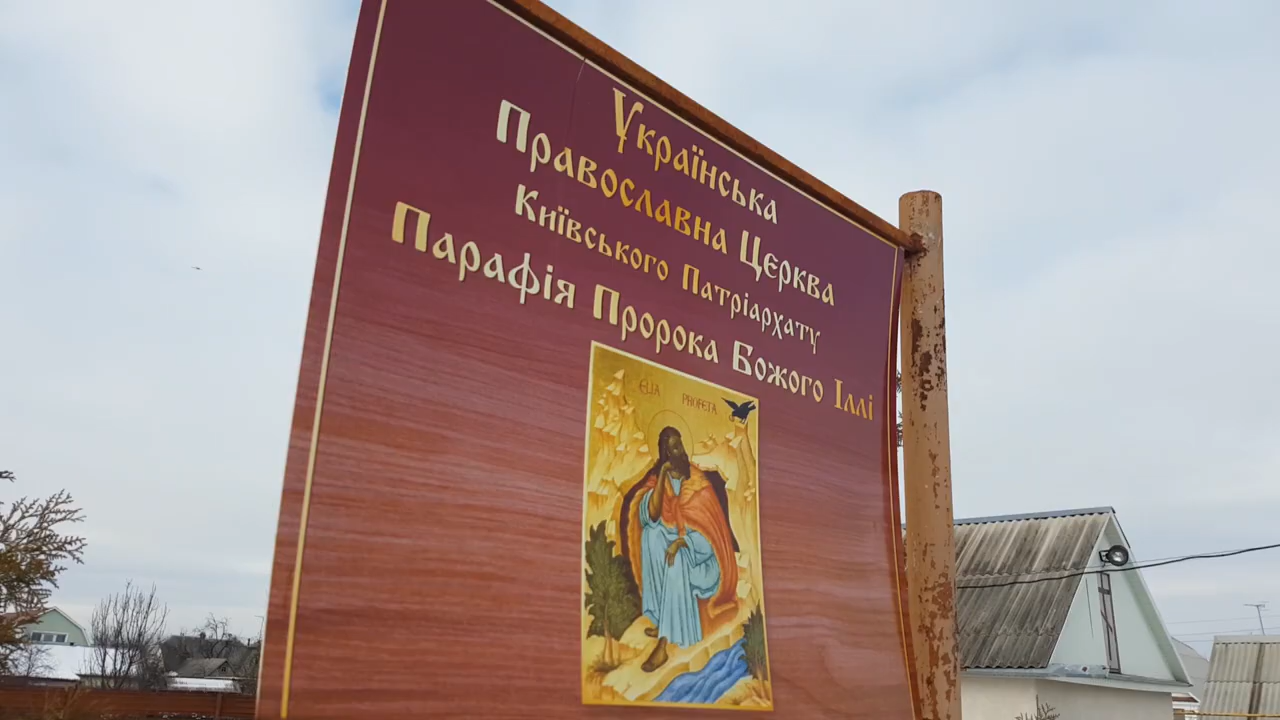 Українська
Православна Церква
Київського Патріархату
Парафія Пророка Божого Іллі
ELIA PROFETA